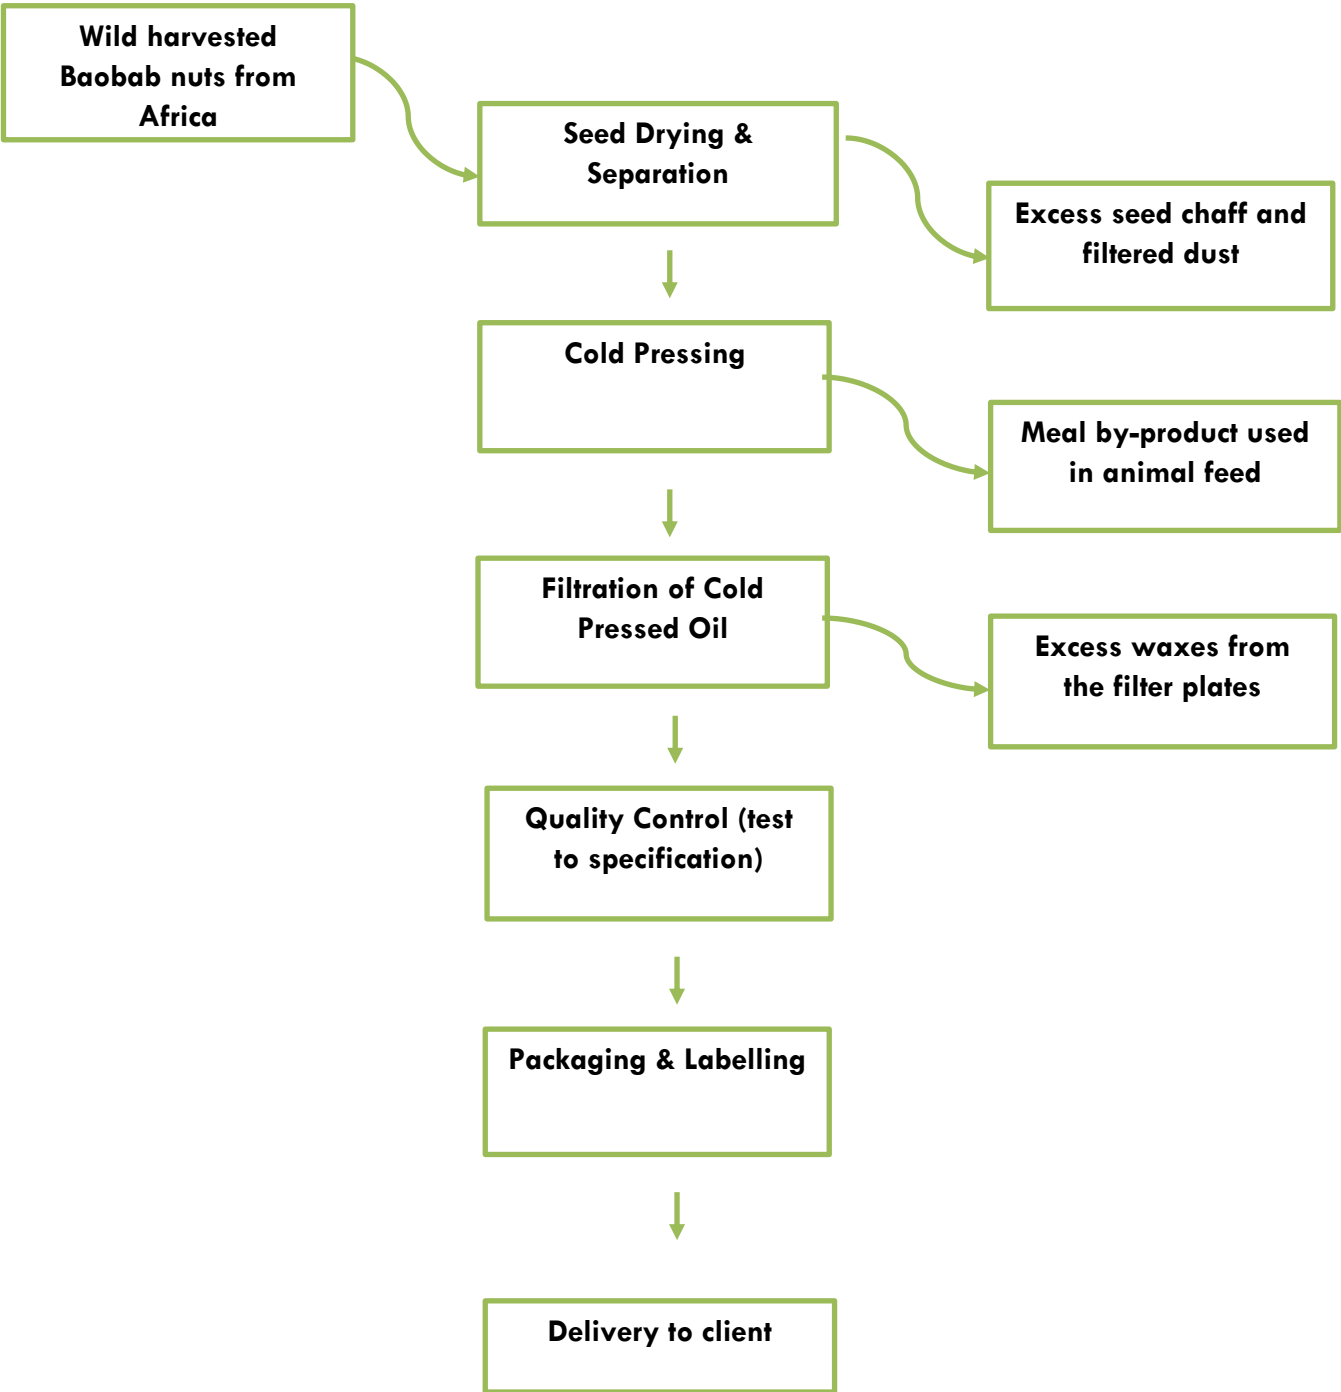 Wild harvested
Baobab nuts from
Africa
Seed Drying &
Separation
Excess seed chaff and
filtered dust
Cold Pressing
Meal by-product used
in animal feed
Filtration of Cold
Pressed Oil
Excess waxes from
the filter plates
Quality Control (test
to specification)
Packaging & Labelling
Delivery to client